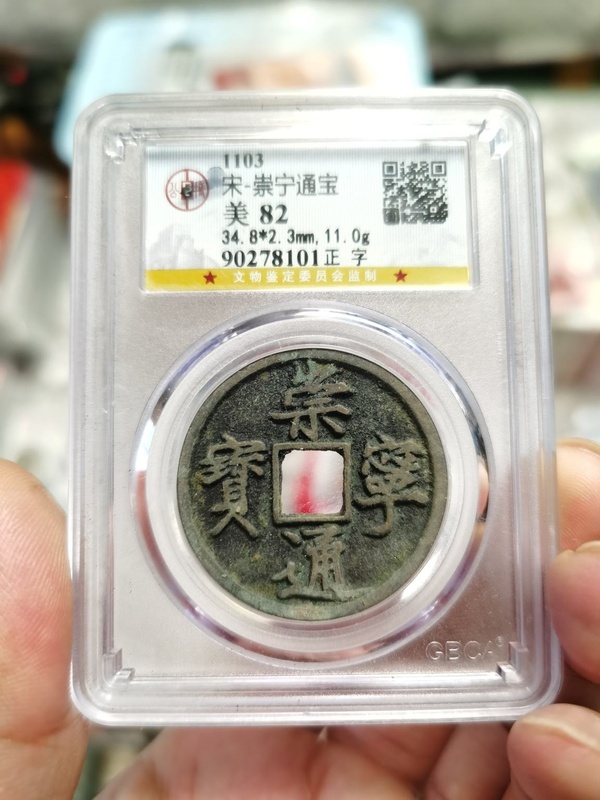 1103
宋-崇宁通宝
美 82
34.8*2.3mm,11.0g
90278101正 字
★ 文物鉴定委员会监制 ★
崇
寧
通
寳
GBCA